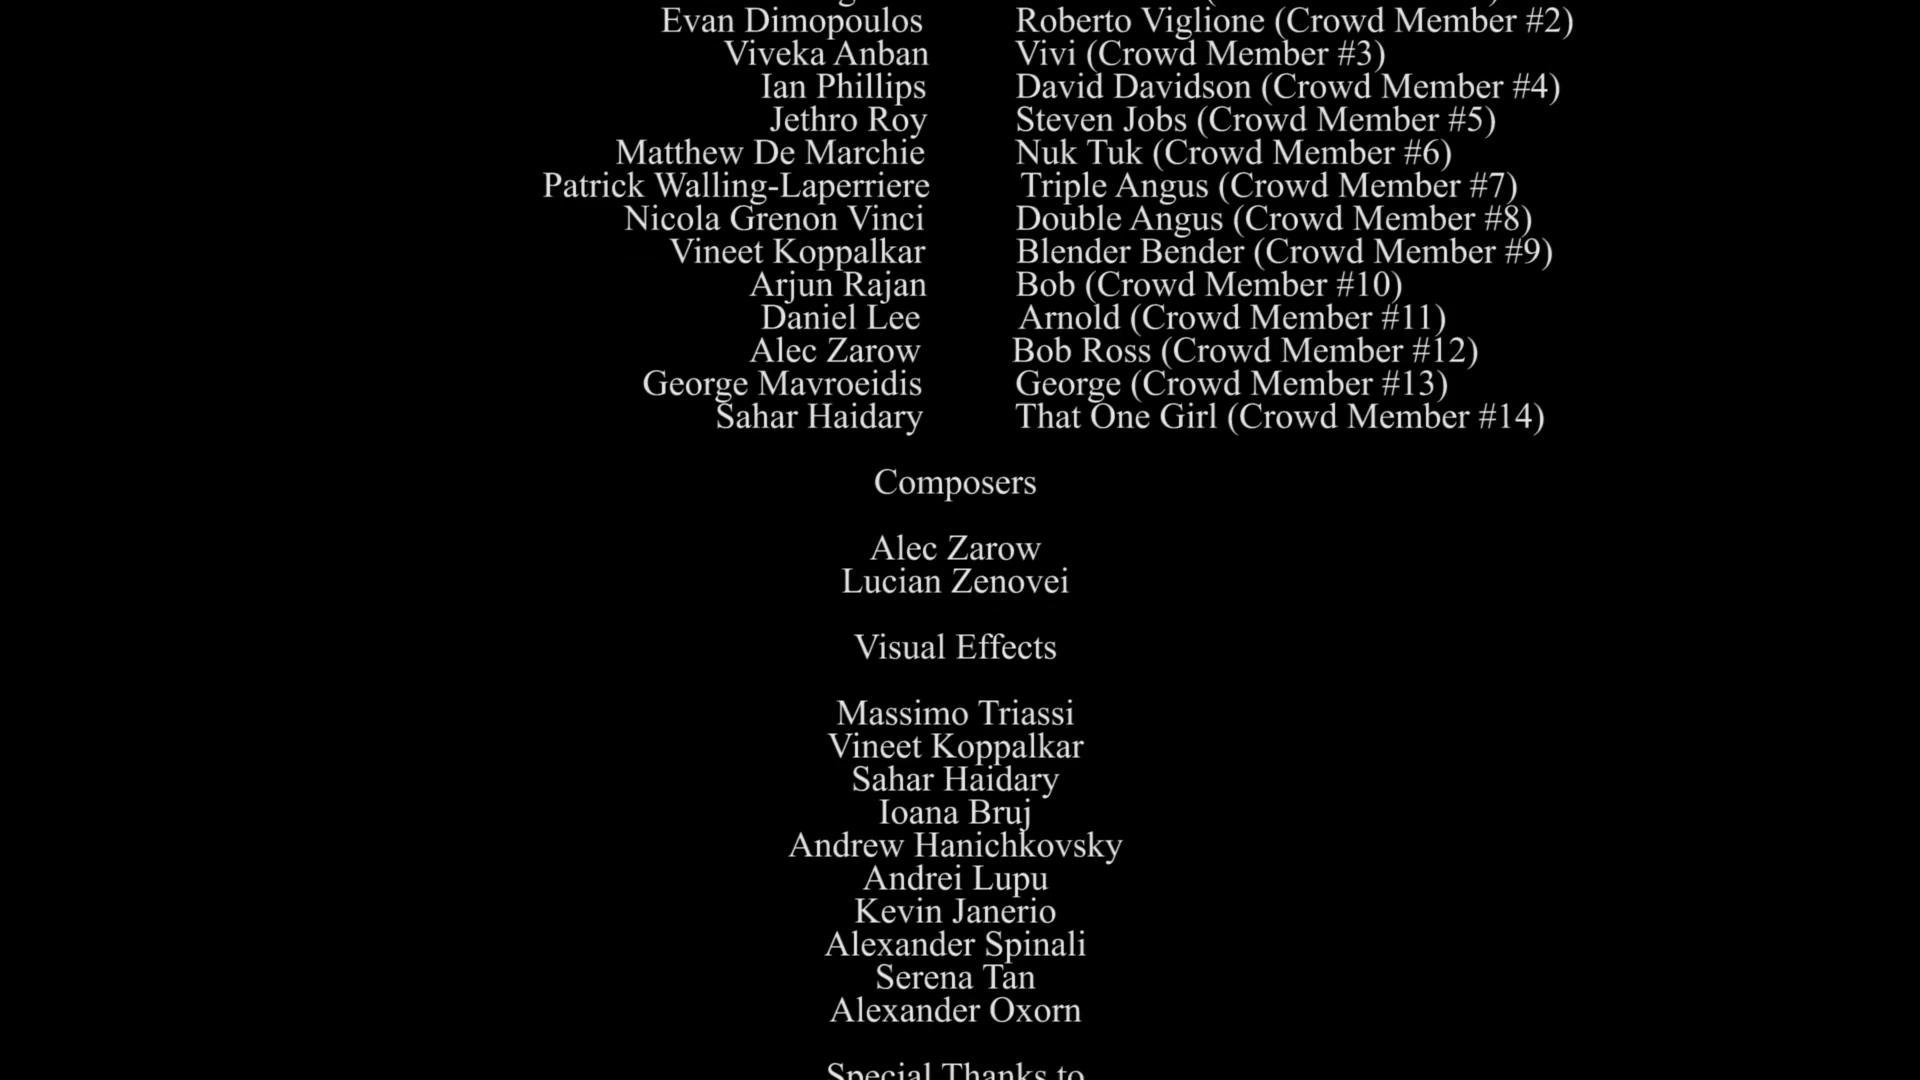 Evan Dimopoulos Roberto Viglione (Crowd Member #2)
Viveka Anban Vivi (Crowd Member #3)
Ian Phillips David Davidson (Crowd Member #4)
Jethro Roy Steven Jobs (Crowd Member #5)
Matthew De Marchie Nuk Tuk (Crowd Member #6)
Patrick Walling-Laperriere Triple Angus (Crowd Member #7)
Nicola Grenon Vinci Double Angus (Crowd Member #8)
Vineet Koppalkar Blender Bender (Crowd Member #9)
Arjun Rajan Bob (Crowd Member #10)
Daniel Lee Arnold (Crowd Member #11)
Alec Zarow Bob Ross (Crowd Member #12)
George Mavroeidis George (Crowd Member #13)
Sahar Haidary That One Girl (Crowd Member #14)
Composers
Alec Zarow
Lucian Zenovei
Visual Effects
Massimo Triassi
Vineet Koppalkar
Sahar Haidary
Ioana Bruj
Andrew Hanichkovsky
Andrei Lupu
Kevin Janerio
Alexander Spinali
Serena Tan
Alexander Oxorn
Special Thanks to